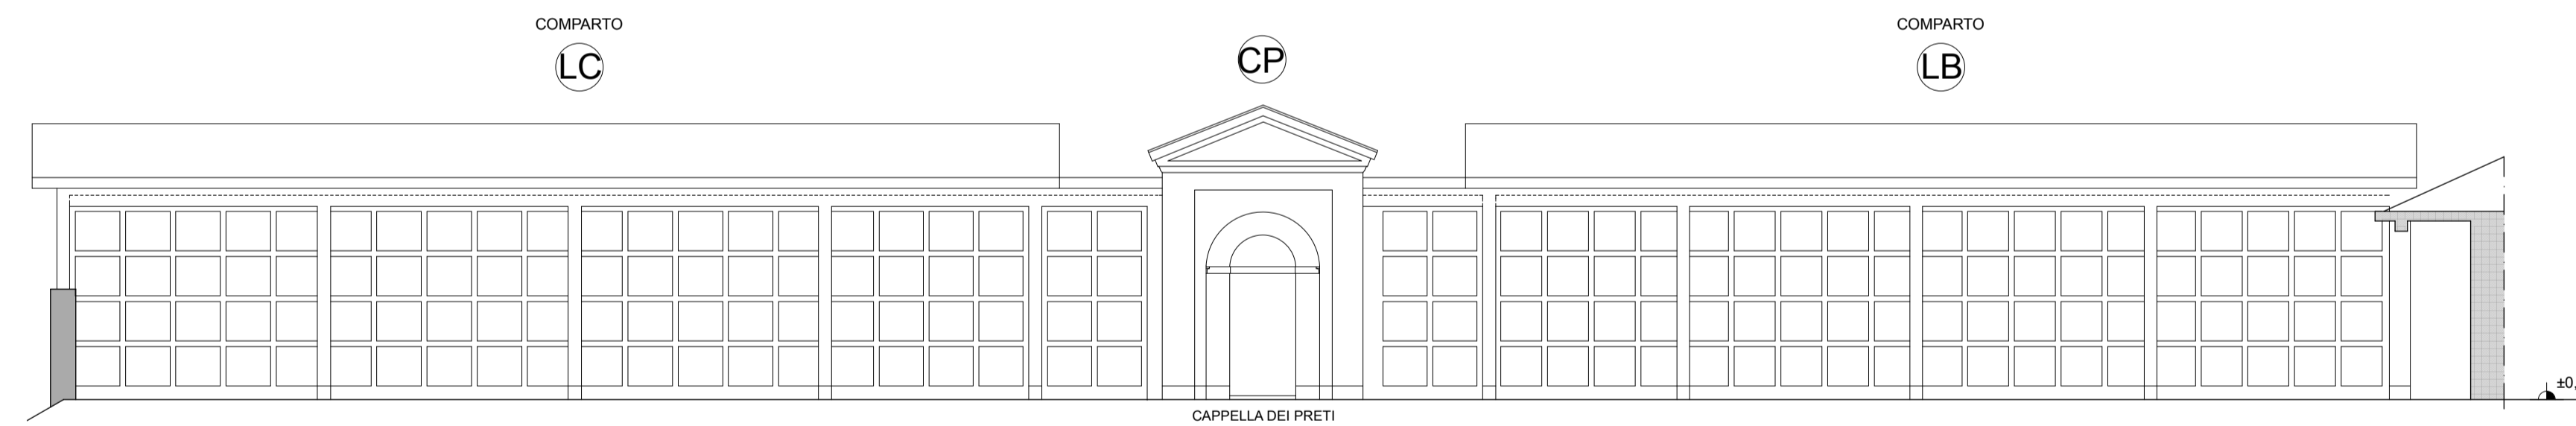 COMPARTO
LC
CP
COMPARTO
LB
CAPPELLA DEI PRETI
±0,